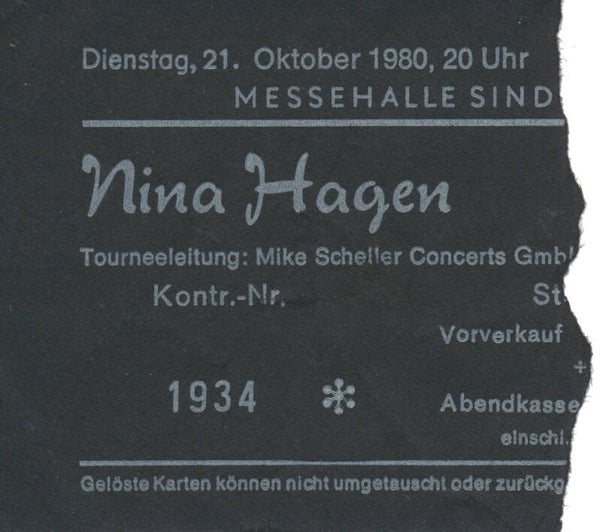 Dienstag, 21. Oktober 1980, 20 Uhr
MESSEHALLE SIND
Nina Hagen
Tourneeleitung: Mike Scheller Concerts Gmb
Kontr.-Nr. St
Vorverkauf
+
1934 * Abendkasse
einschl.
Gelöste Karten können nicht umgetauscht oder zurückg